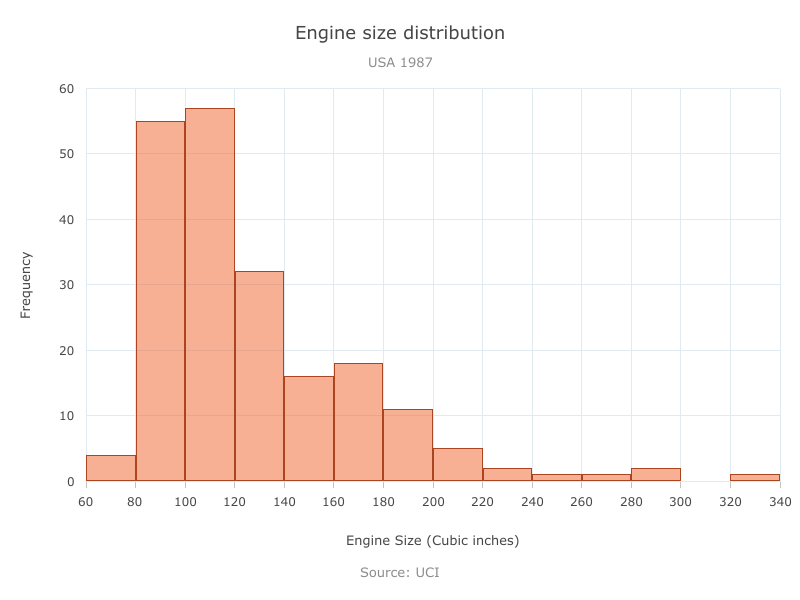 Engine size distribution
USA 1987
60
50
40
30
20
10
0
Frequency
60 80 100 120 140 160 180 200 220 240 260 280 300 320 340
Engine Size (Cubic inches)
Source: UCI